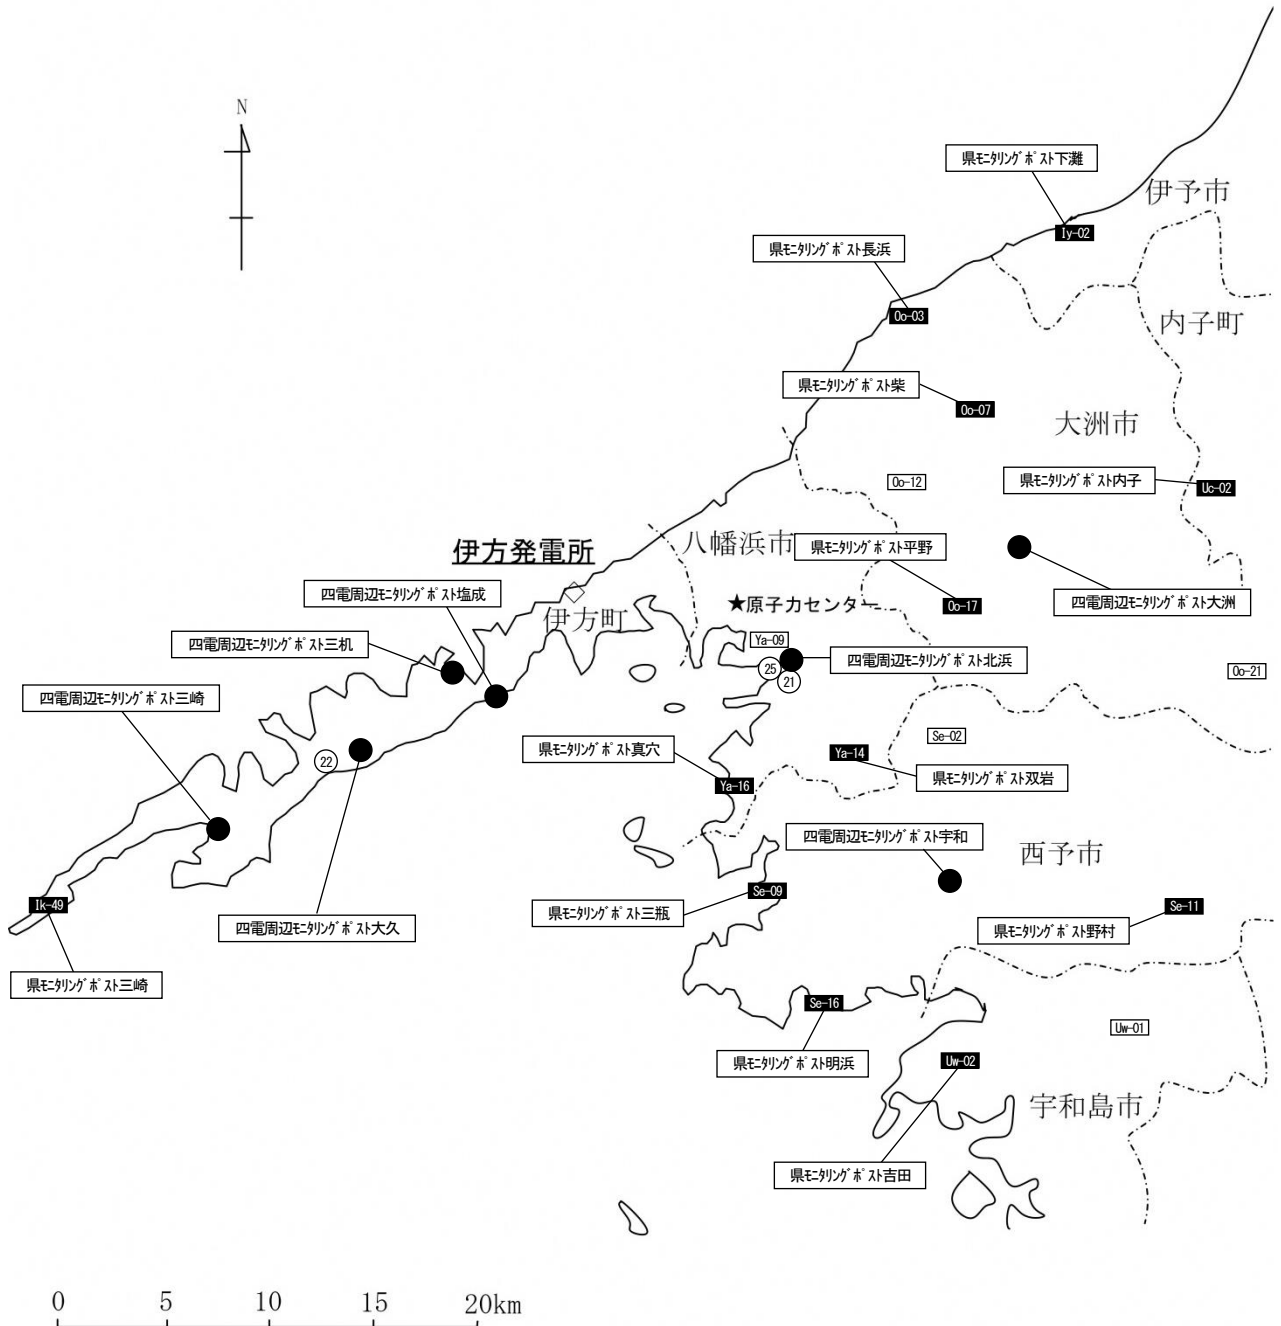 N
県ﾓﾆﾀﾘﾝｸﾞﾎﾟｽﾄ下灘
伊予市
Iy-02
県ﾓﾆﾀﾘﾝｸﾞﾎﾟｽﾄ長浜
Oo-03
内子町
県ﾓﾆﾀﾘﾝｸﾞﾎﾟｽﾄ柴
Oo-07
大洲市
Oo-12
県ﾓﾆﾀﾘﾝｸﾞﾎﾟｽﾄ内子
Uc-02
八幡浜市
県ﾓﾆﾀﾘﾝｸﾞﾎﾟｽﾄ平野
伊方発電所
四電周辺ﾓﾆﾀﾘﾝｸﾞﾎﾟｽﾄ塩成
伊方町
★原子力センター
Oo-17
四電周辺ﾓﾆﾀﾘﾝｸﾞﾎﾟｽﾄ大洲
四電周辺ﾓﾆﾀﾘﾝｸﾞﾎﾟｽﾄ三机
Ya-09
四電周辺ﾓﾆﾀﾘﾝｸﾞﾎﾟｽﾄ北浜
25
21
Oo-21
四電周辺ﾓﾆﾀﾘﾝｸﾞﾎﾟｽﾄ三崎
22
県ﾓﾆﾀﾘﾝｸﾞﾎﾟｽﾄ真穴
Se-02
Ya-14
県ﾓﾆﾀﾘﾝｸﾞﾎﾟｽﾄ双岩
Ya-16
四電周辺ﾓﾆﾀﾘﾝｸﾞﾎﾟｽﾄ宇和
西予市
Ik-49
四電周辺ﾓﾆﾀﾘﾝｸﾞﾎﾟｽﾄ大久
県ﾓﾆﾀﾘﾝｸﾞﾎﾟｽﾄ三瓶
Se-09
Se-11
県ﾓﾆﾀﾘﾝｸﾞﾎﾟｽﾄ野村
県ﾓﾆﾀﾘﾝｸﾞﾎﾟｽﾄ三崎
Se-16
Uw-01
県ﾓﾆﾀﾘﾝｸﾞﾎﾟｽﾄ明浜
Uw-02
宇和島市
県ﾓﾆﾀﾘﾝｸﾞﾎﾟｽﾄ吉田
0 5 10 15 20km